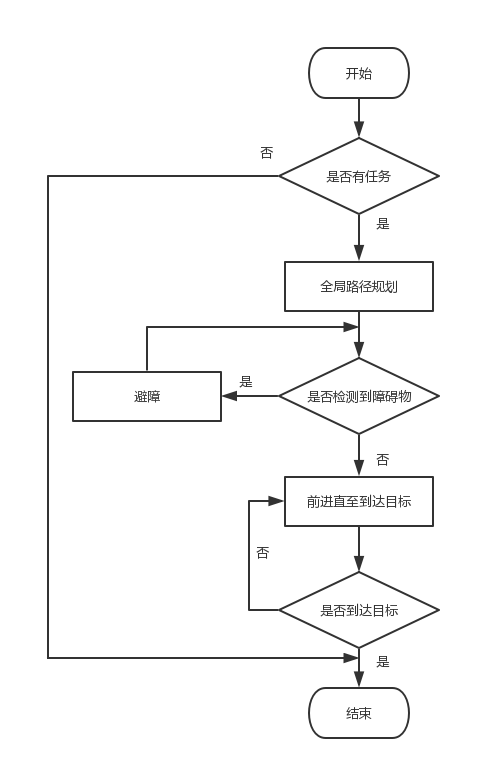 开始
否
是否有任务
是
全局路径规划
避障
是
是否检测到障碍物
否
前进直至到达目标
否
是否到达目标
是
结束